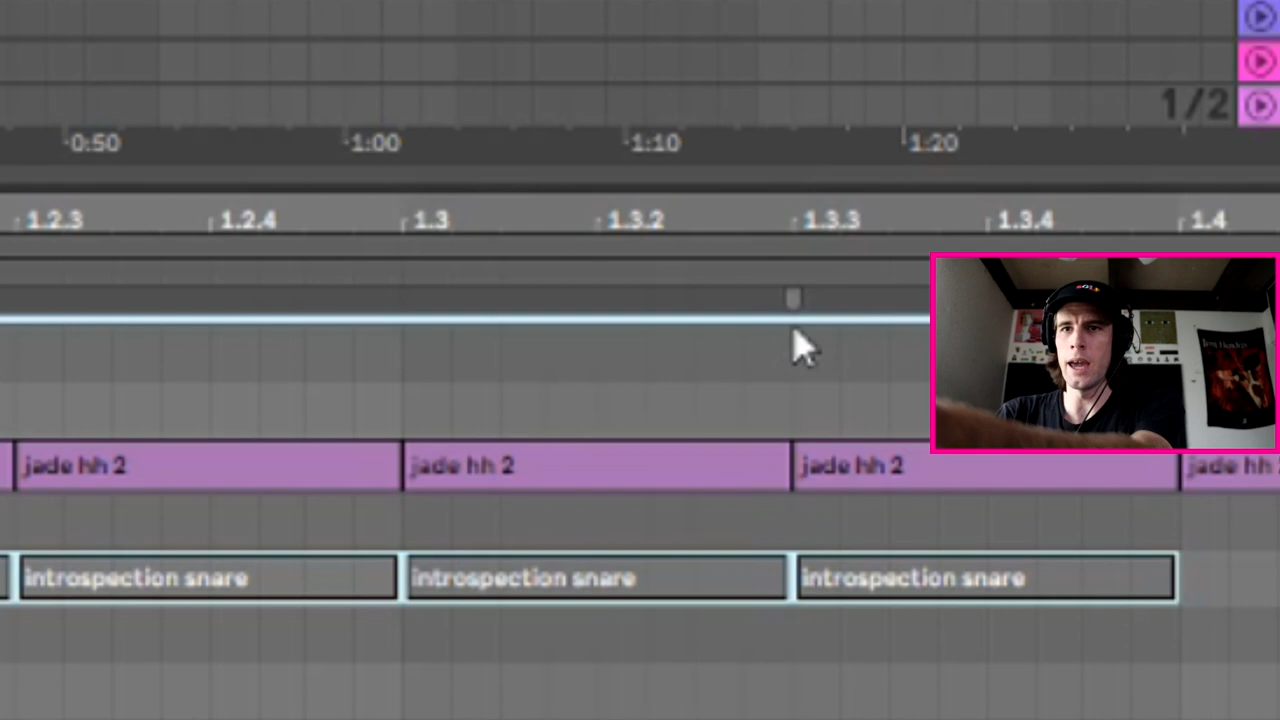 1/2
0:50 1:00 1:10 1:20
1.2.3 1.2.4 1.3 1.3.2 1.3.3 1.3.4 1.4
jade hh 2 jade hh 2 jade hh 2 jade hh
introspection snare introspection snare introspection snare